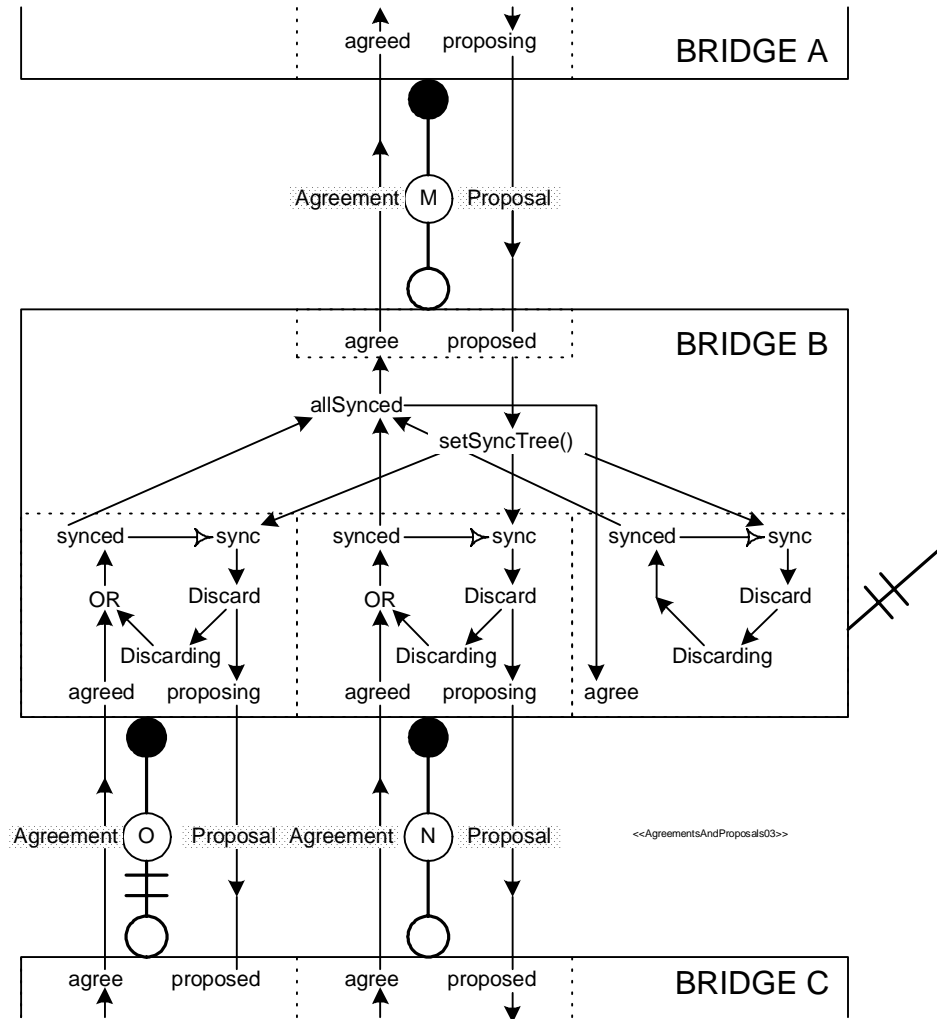 agreed proposing BRIDGE A
Agreement M Proposal
agree proposed BRIDGE B
allSynced
setSyncTree()
synced sync synced sync synced sync
OR Discard OR Discard Discard
Discarding Discarding Discarding
agreed proposing agreed proposing agree
Agreement O Proposal Agreement N Proposal <<AgreementsAndProposals03>>
agree proposed agree proposed BRIDGE C